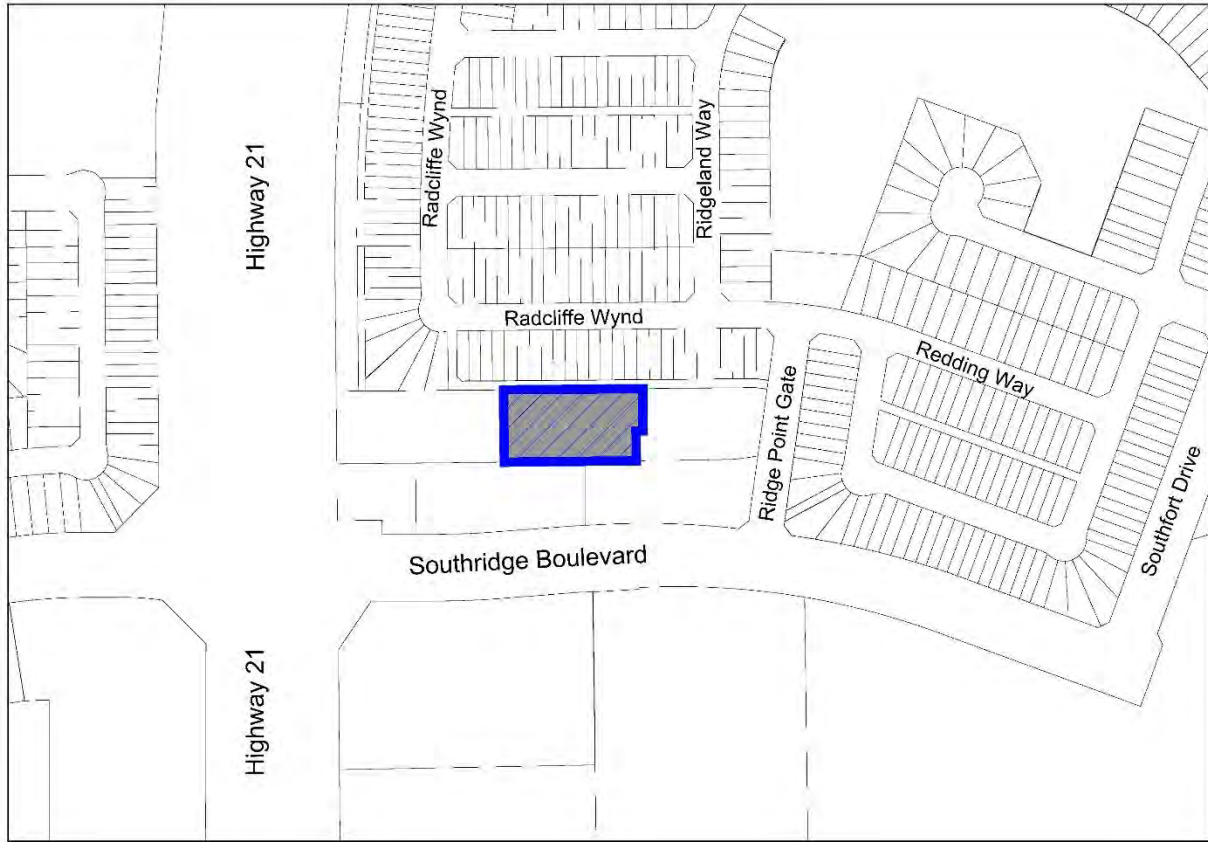 Highway 21
Radcliffe Wynd
Ridgeland Way
Radcliffe Wynd
Redding Way
Ridge Point Gate
Southfort Drive
Southridge Boulevard
Highway 21